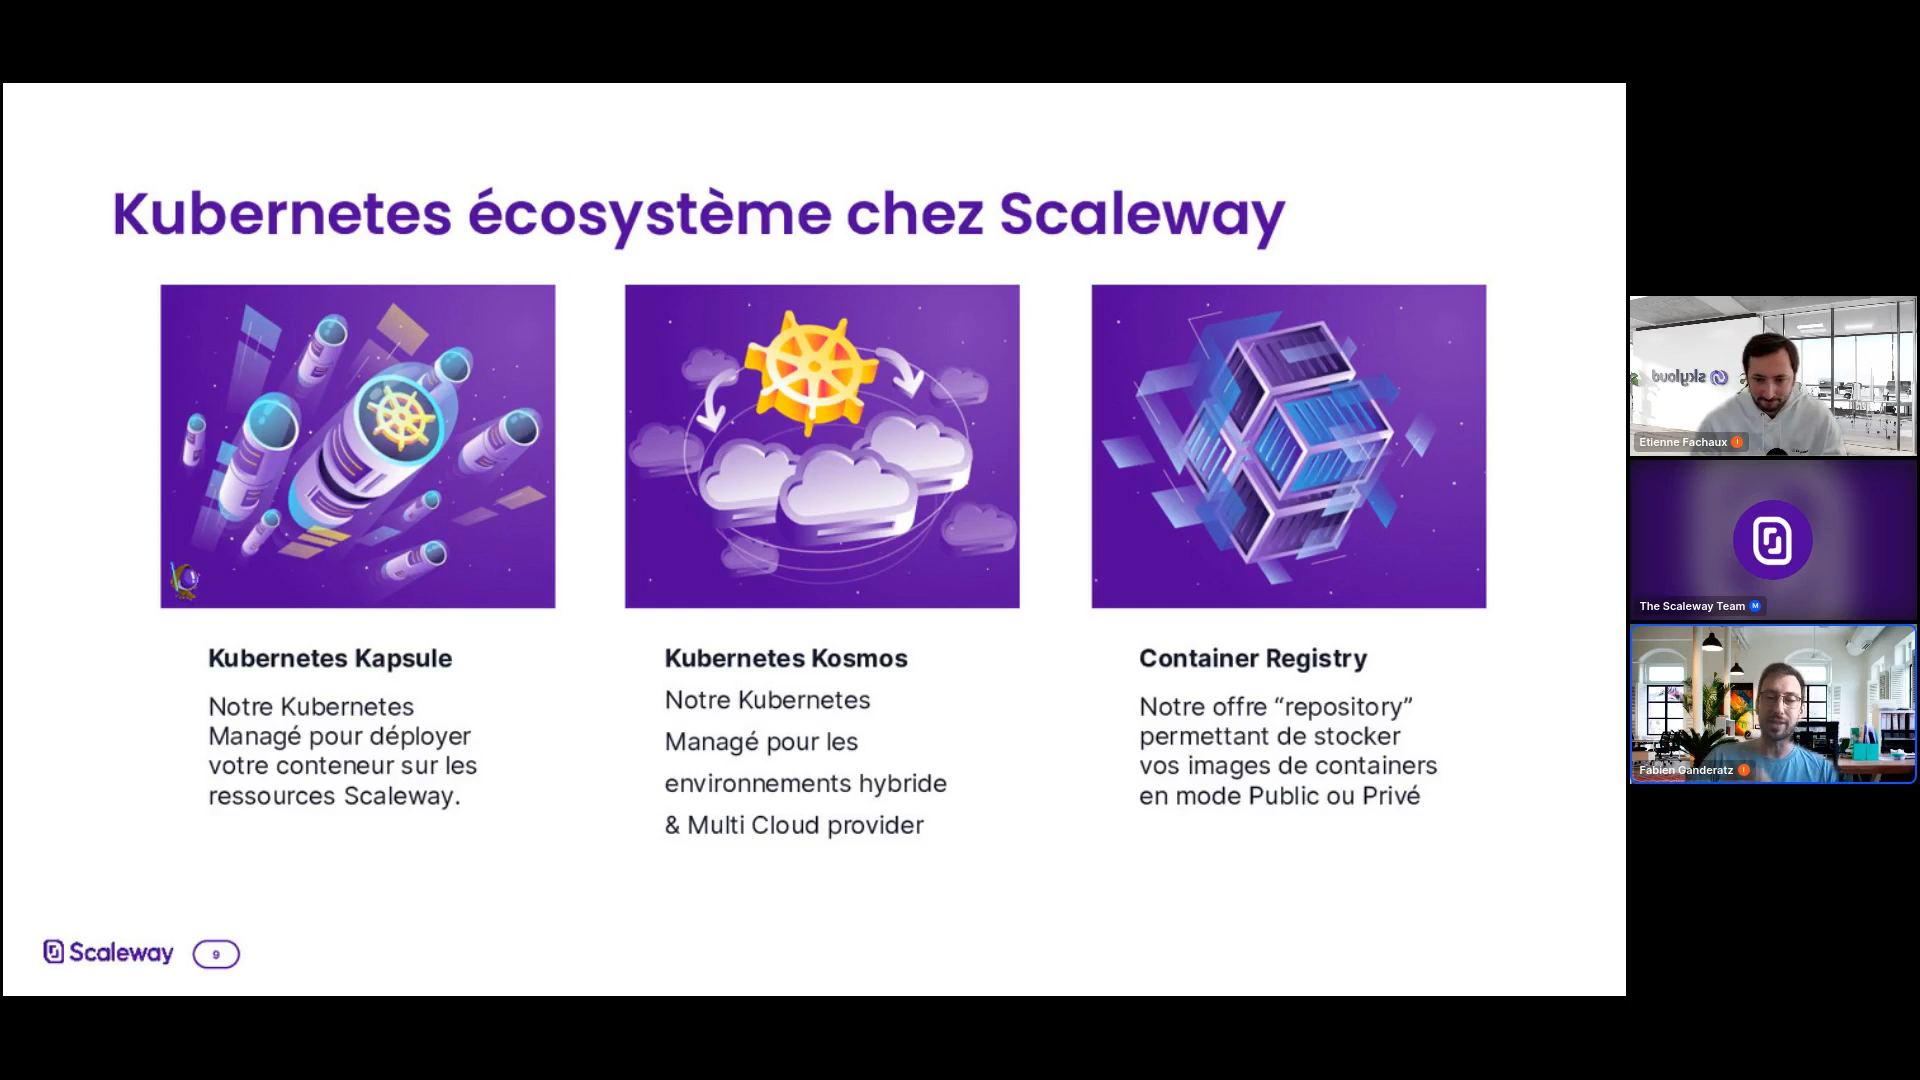 Kubernetes écosystème chez Scaleway
Kubernetes Kapsule
Notre Kubernetes
Managé pour déployer
votre conteneur sur les
ressources Scaleway.
Kubernetes Kosmos
Notre Kubernetes
Managé pour les
environnements hybride
& Multi Cloud provider
Container Registry
Notre offre “repository”
permettant de stocker
vos images de containers
en mode Public ou Privé
Scaleway
9
skyloud
Etienne Fachaux
The Scaleway Team M
Fabien Ganderatz